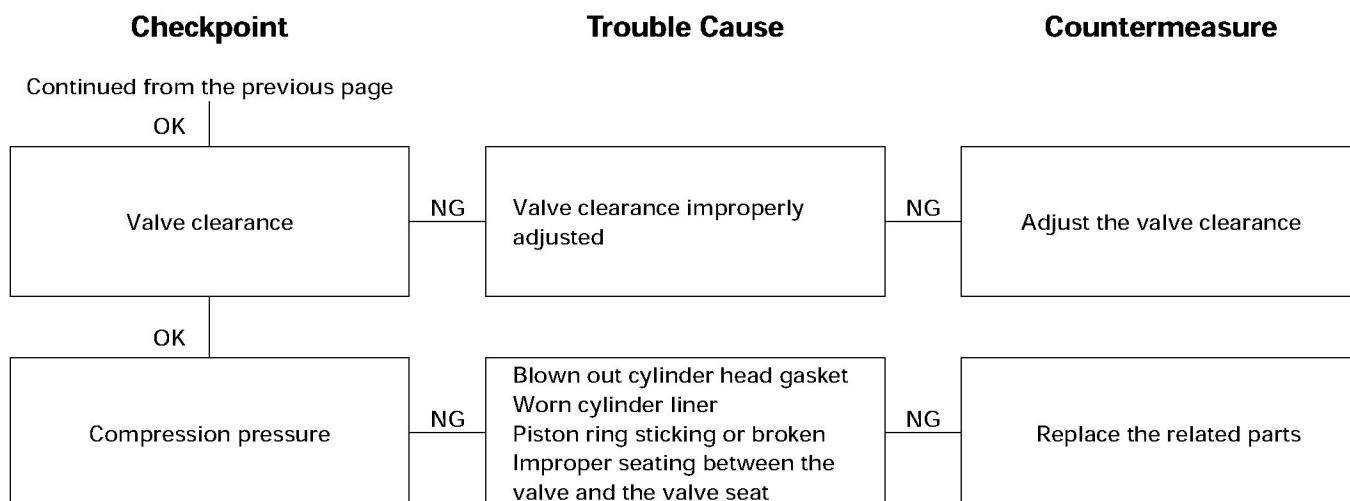 Checkpoint
Trouble Cause
Countermeasure
Continued from the previous page
OK
Valve clearance
NG
Valve clearance improperly
adjusted
NG
Adjust the valve clearance
OK
Compression pressure
NG
Blown out cylinder head gasket
Worn cylinder liner
Piston ring sticking or broken
Improper seating between the
valve and the valve seat
NG
Replace the related parts